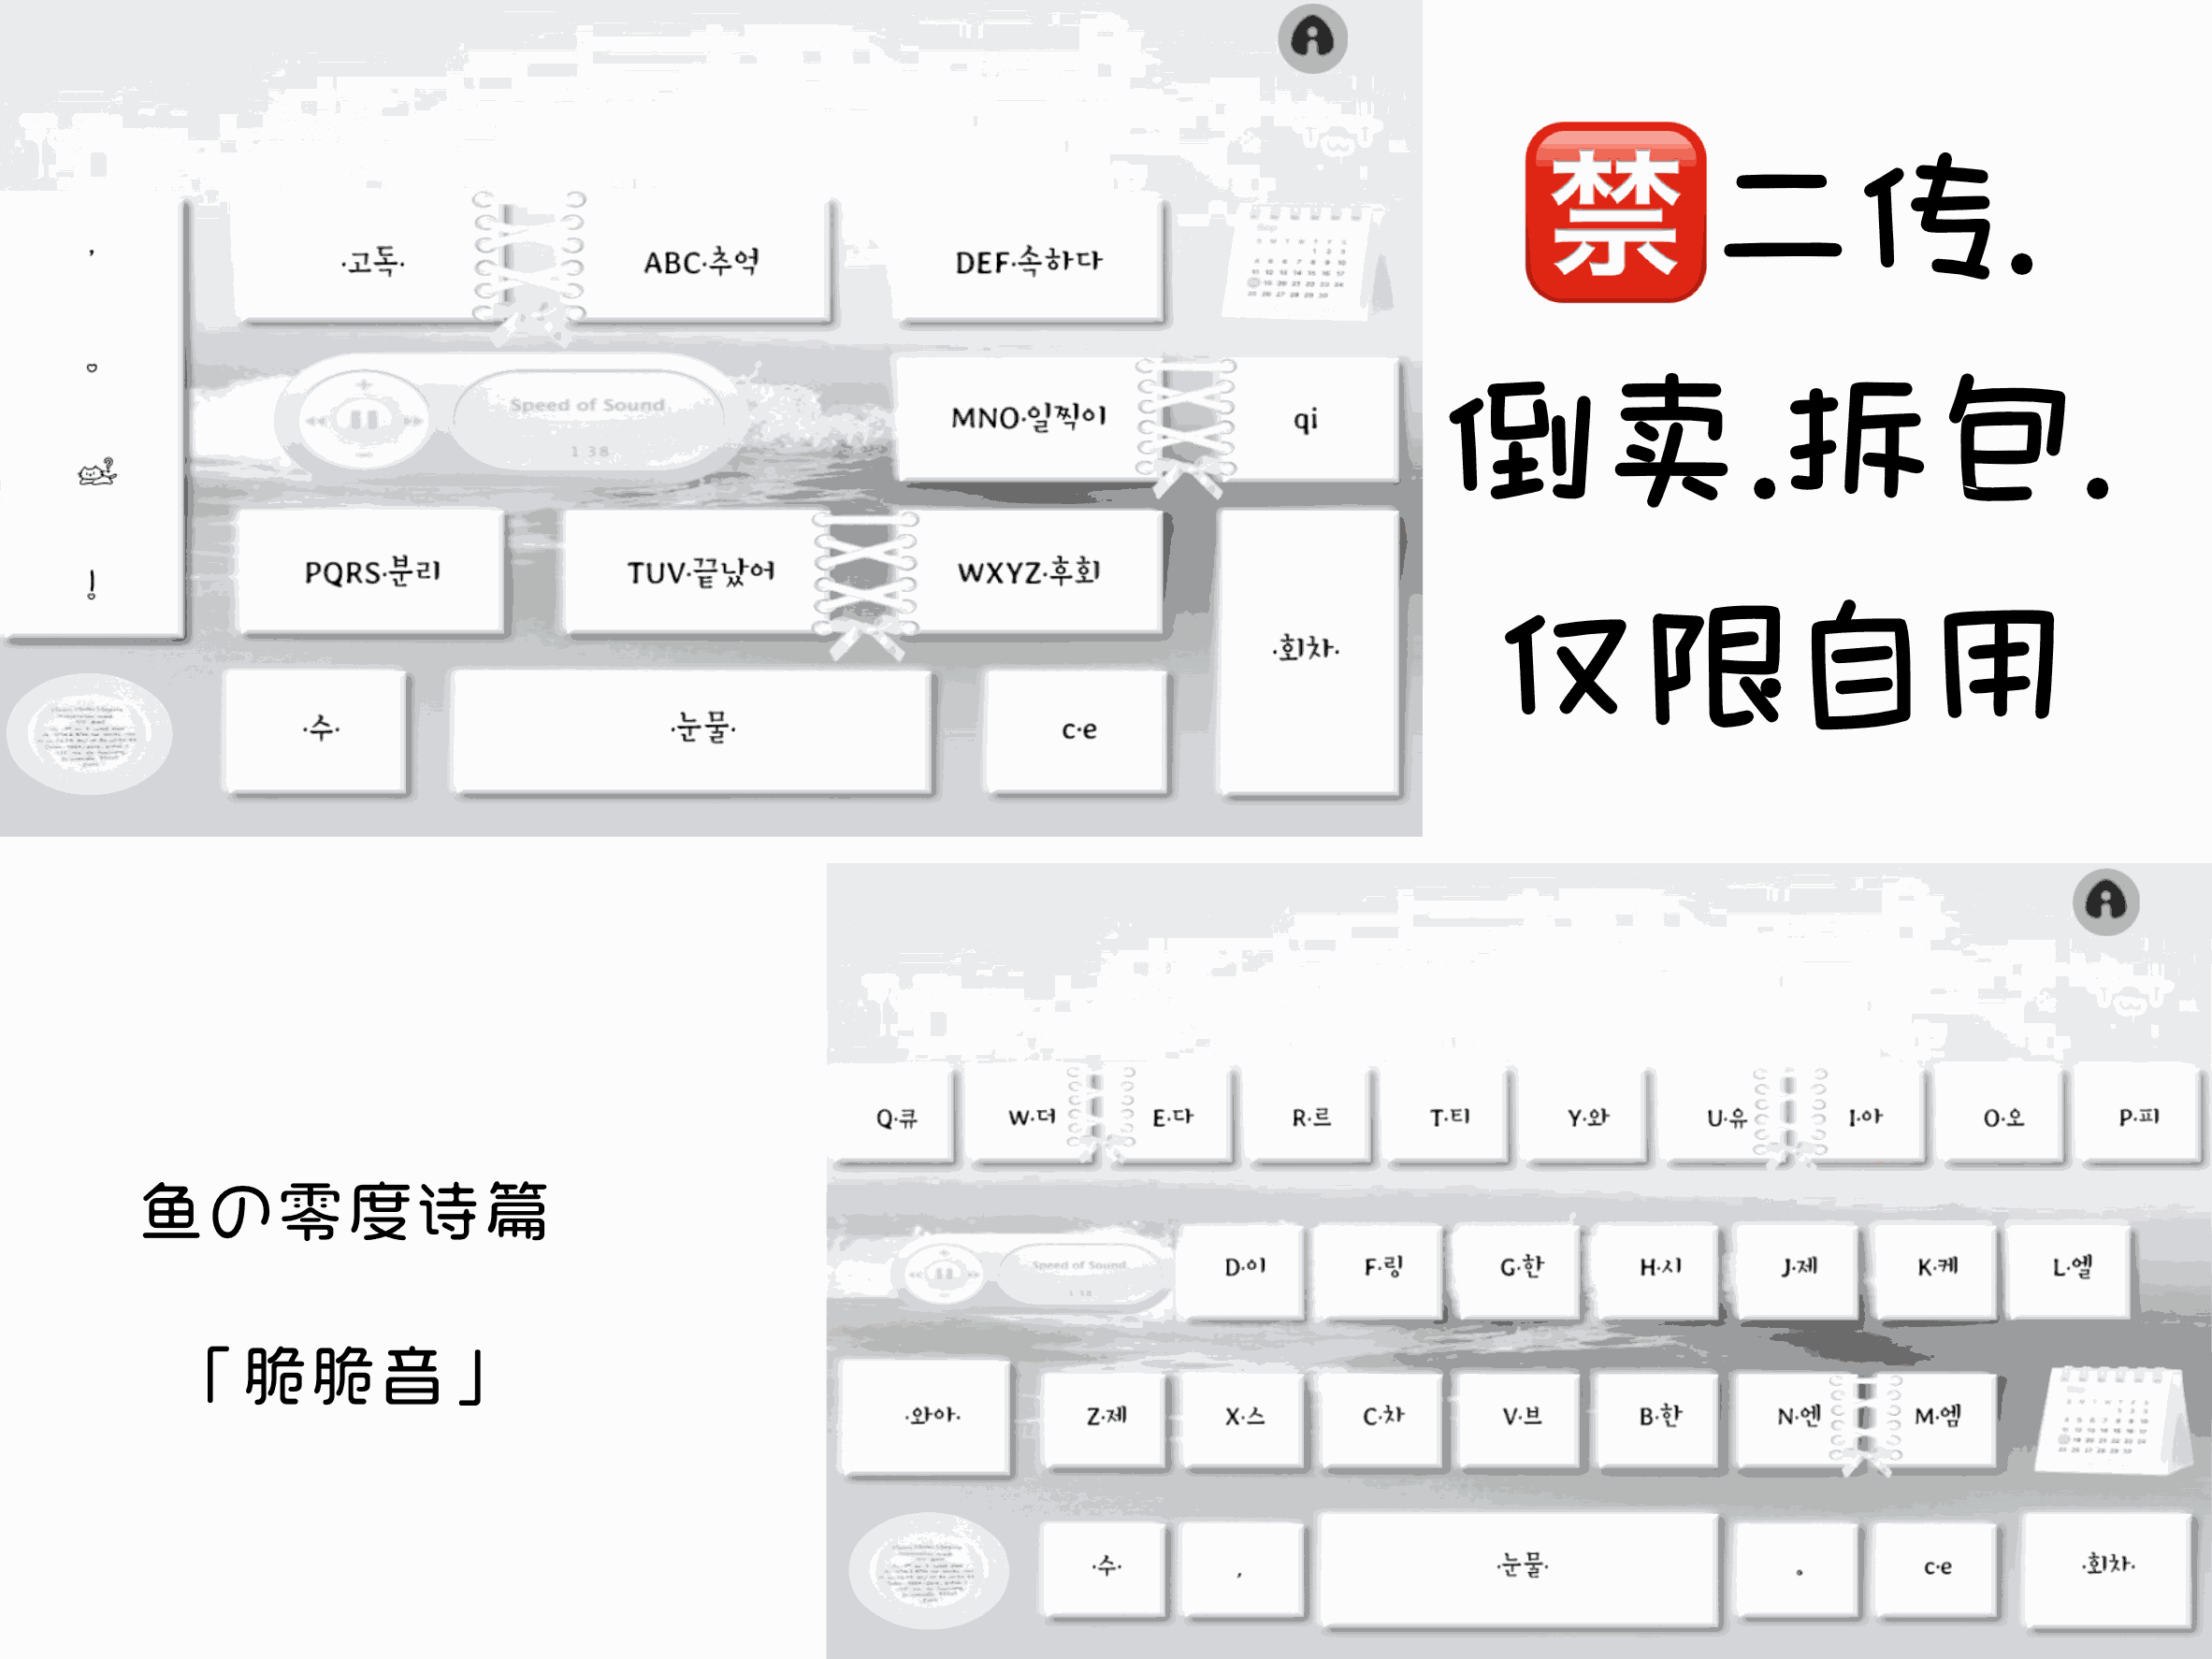 禁二传.
倒卖.拆包.
仅限自用
,
·고독·
ABC·추억
DEF·속하다
Sep
Speed of Sound
1 38
MNO·일찍이
qi
PQRS·분리
TUV·끝났어
WXYZ·후회
!
·회차·
·수·
·눈물·
c·e
鱼の零度诗篇
「脆脆音」
Q·큐 W·더 E·다 R·르 T·티 Y·와 U·유 I·아 O·오 P·피
Speed of Sound
1 38
D·이 F·링 G·한 H·시 J·제 K·케 L·엘
·와아· Z·제 X·스 C·차 V·브 B·한 N·엔 M·엠
·수· , ·눈물· 。 c·e ·회차·